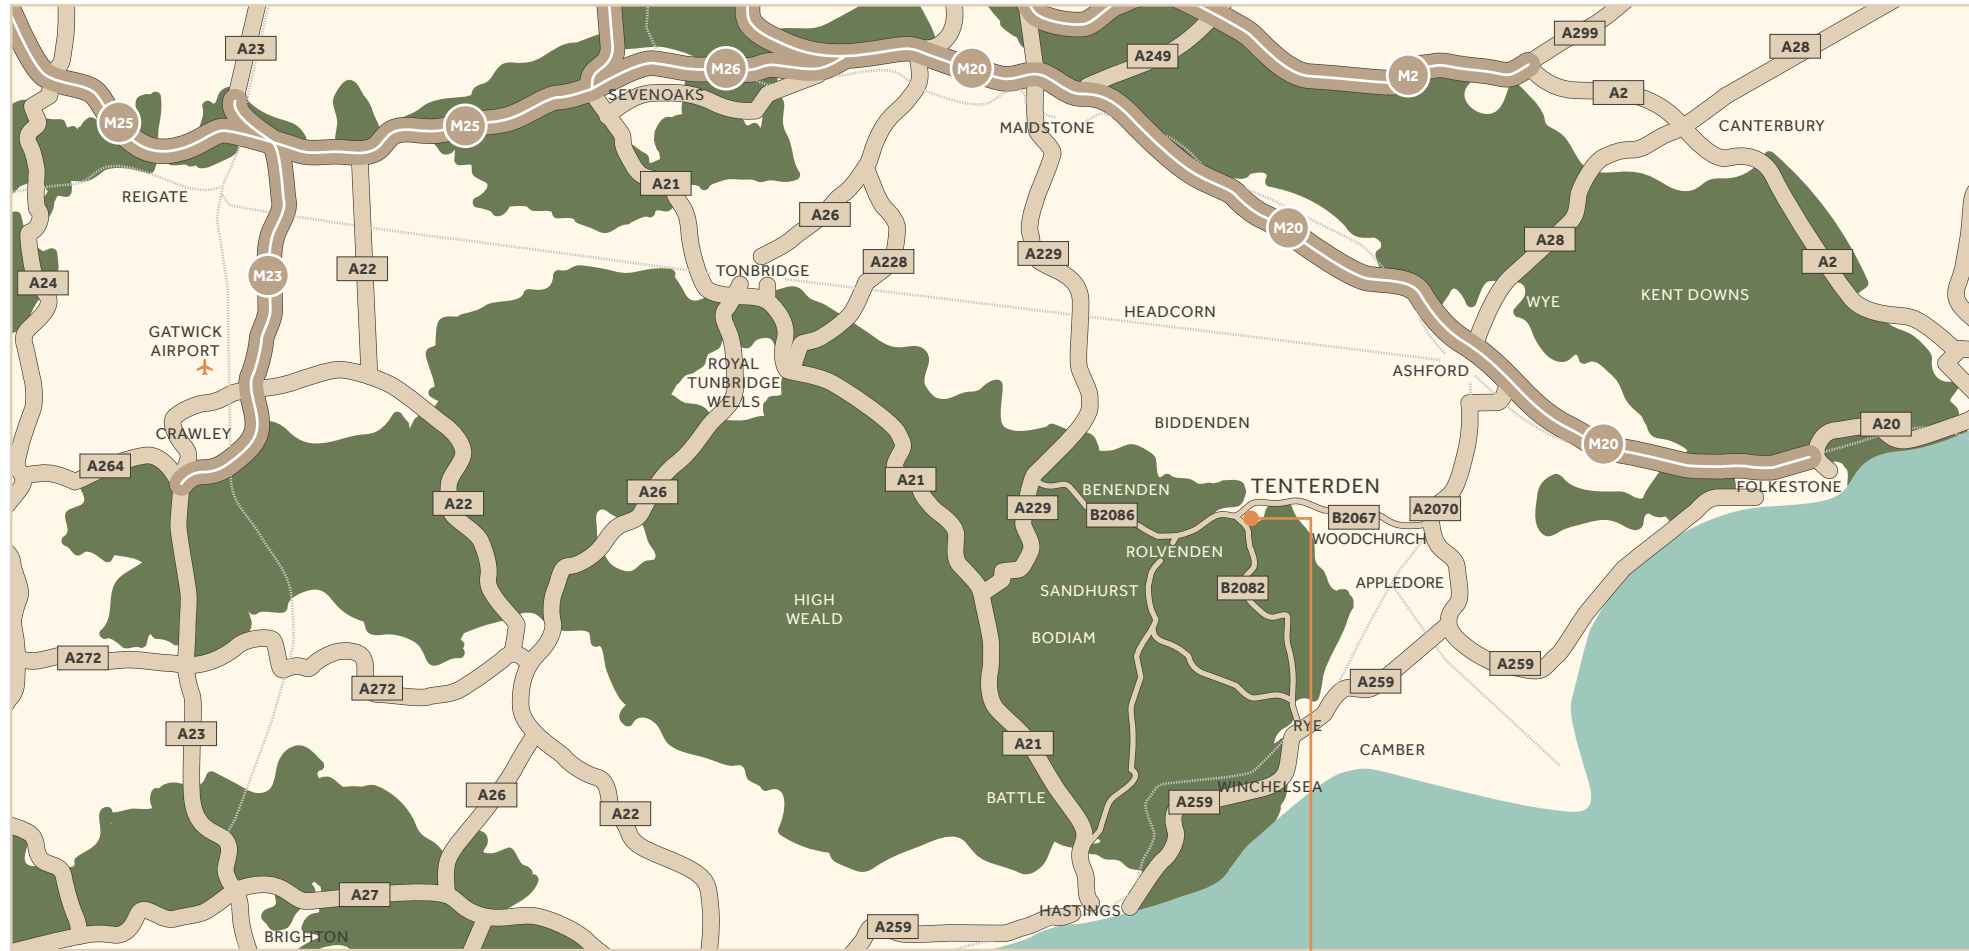 A23
A299
A28
A249
M26
M20
M2
SEVENOAKS
A2
M25
M25
MAIDSTONE
CANTERBURY
A21
REIGATE
A26
M20
A28
A228
A229
A2
TONBRIDGE
A22
M23
A24
KENT DOWNS
WYE
HEADCORN
GATWICK
AIRPORT
ROYAL
TUNBRIDGE
WELLS
ASHFORD
BIDDENDEN
A20
CRAWLEY
M20
A264
A21
TENTERDEN
FOLKESTONE
BENENDEN
A26
A22
A229
A2070
B2086
B2067
WOODCHURCH
ROLVENDEN
APPLEDORE
SANDHURST
B2082
HIGH
WEALD
BODIAM
A272
A259
A259
A272
RYE
A23
A21
CAMBER
WINCHELSEA
A26
BATTLE
A259
A22
A27
HASTINGS
A259
BRIGHTON